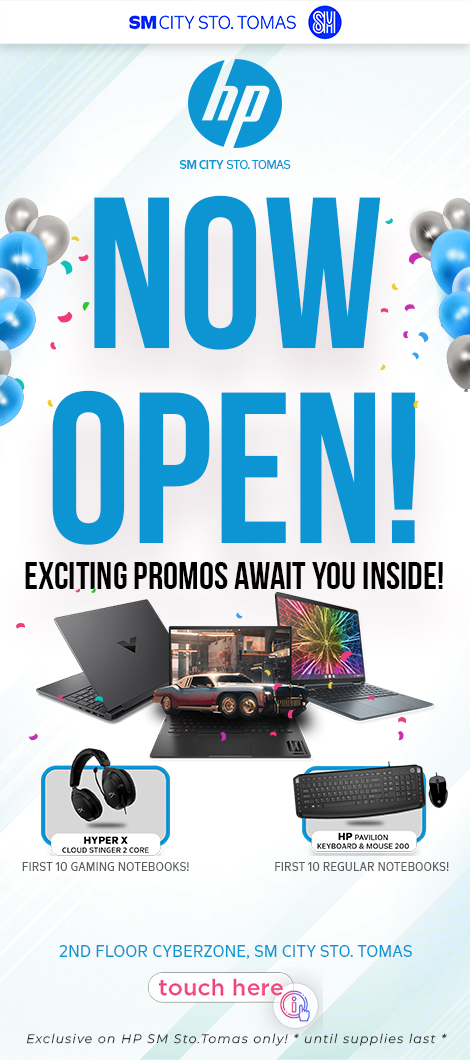 SM CITY STO. TOMAS SM
hp
SM CITY STO. TOMAS
NOW
OPEN!
EXCITING PROMOS AWAIT YOU INSIDE!
HYPER X
CLOUD STINGER 2 CORE
FIRST 10 GAMING NOTEBOOKS!
HP PAVILION
KEYBOARD & MOUSE 200
FIRST 10 REGULAR NOTEBOOKS!
2ND FLOOR CYBERZONE, SM CITY STO. TOMAS
touch here
Exclusive on HP SM Sto.Tomas only! * until supplies last *